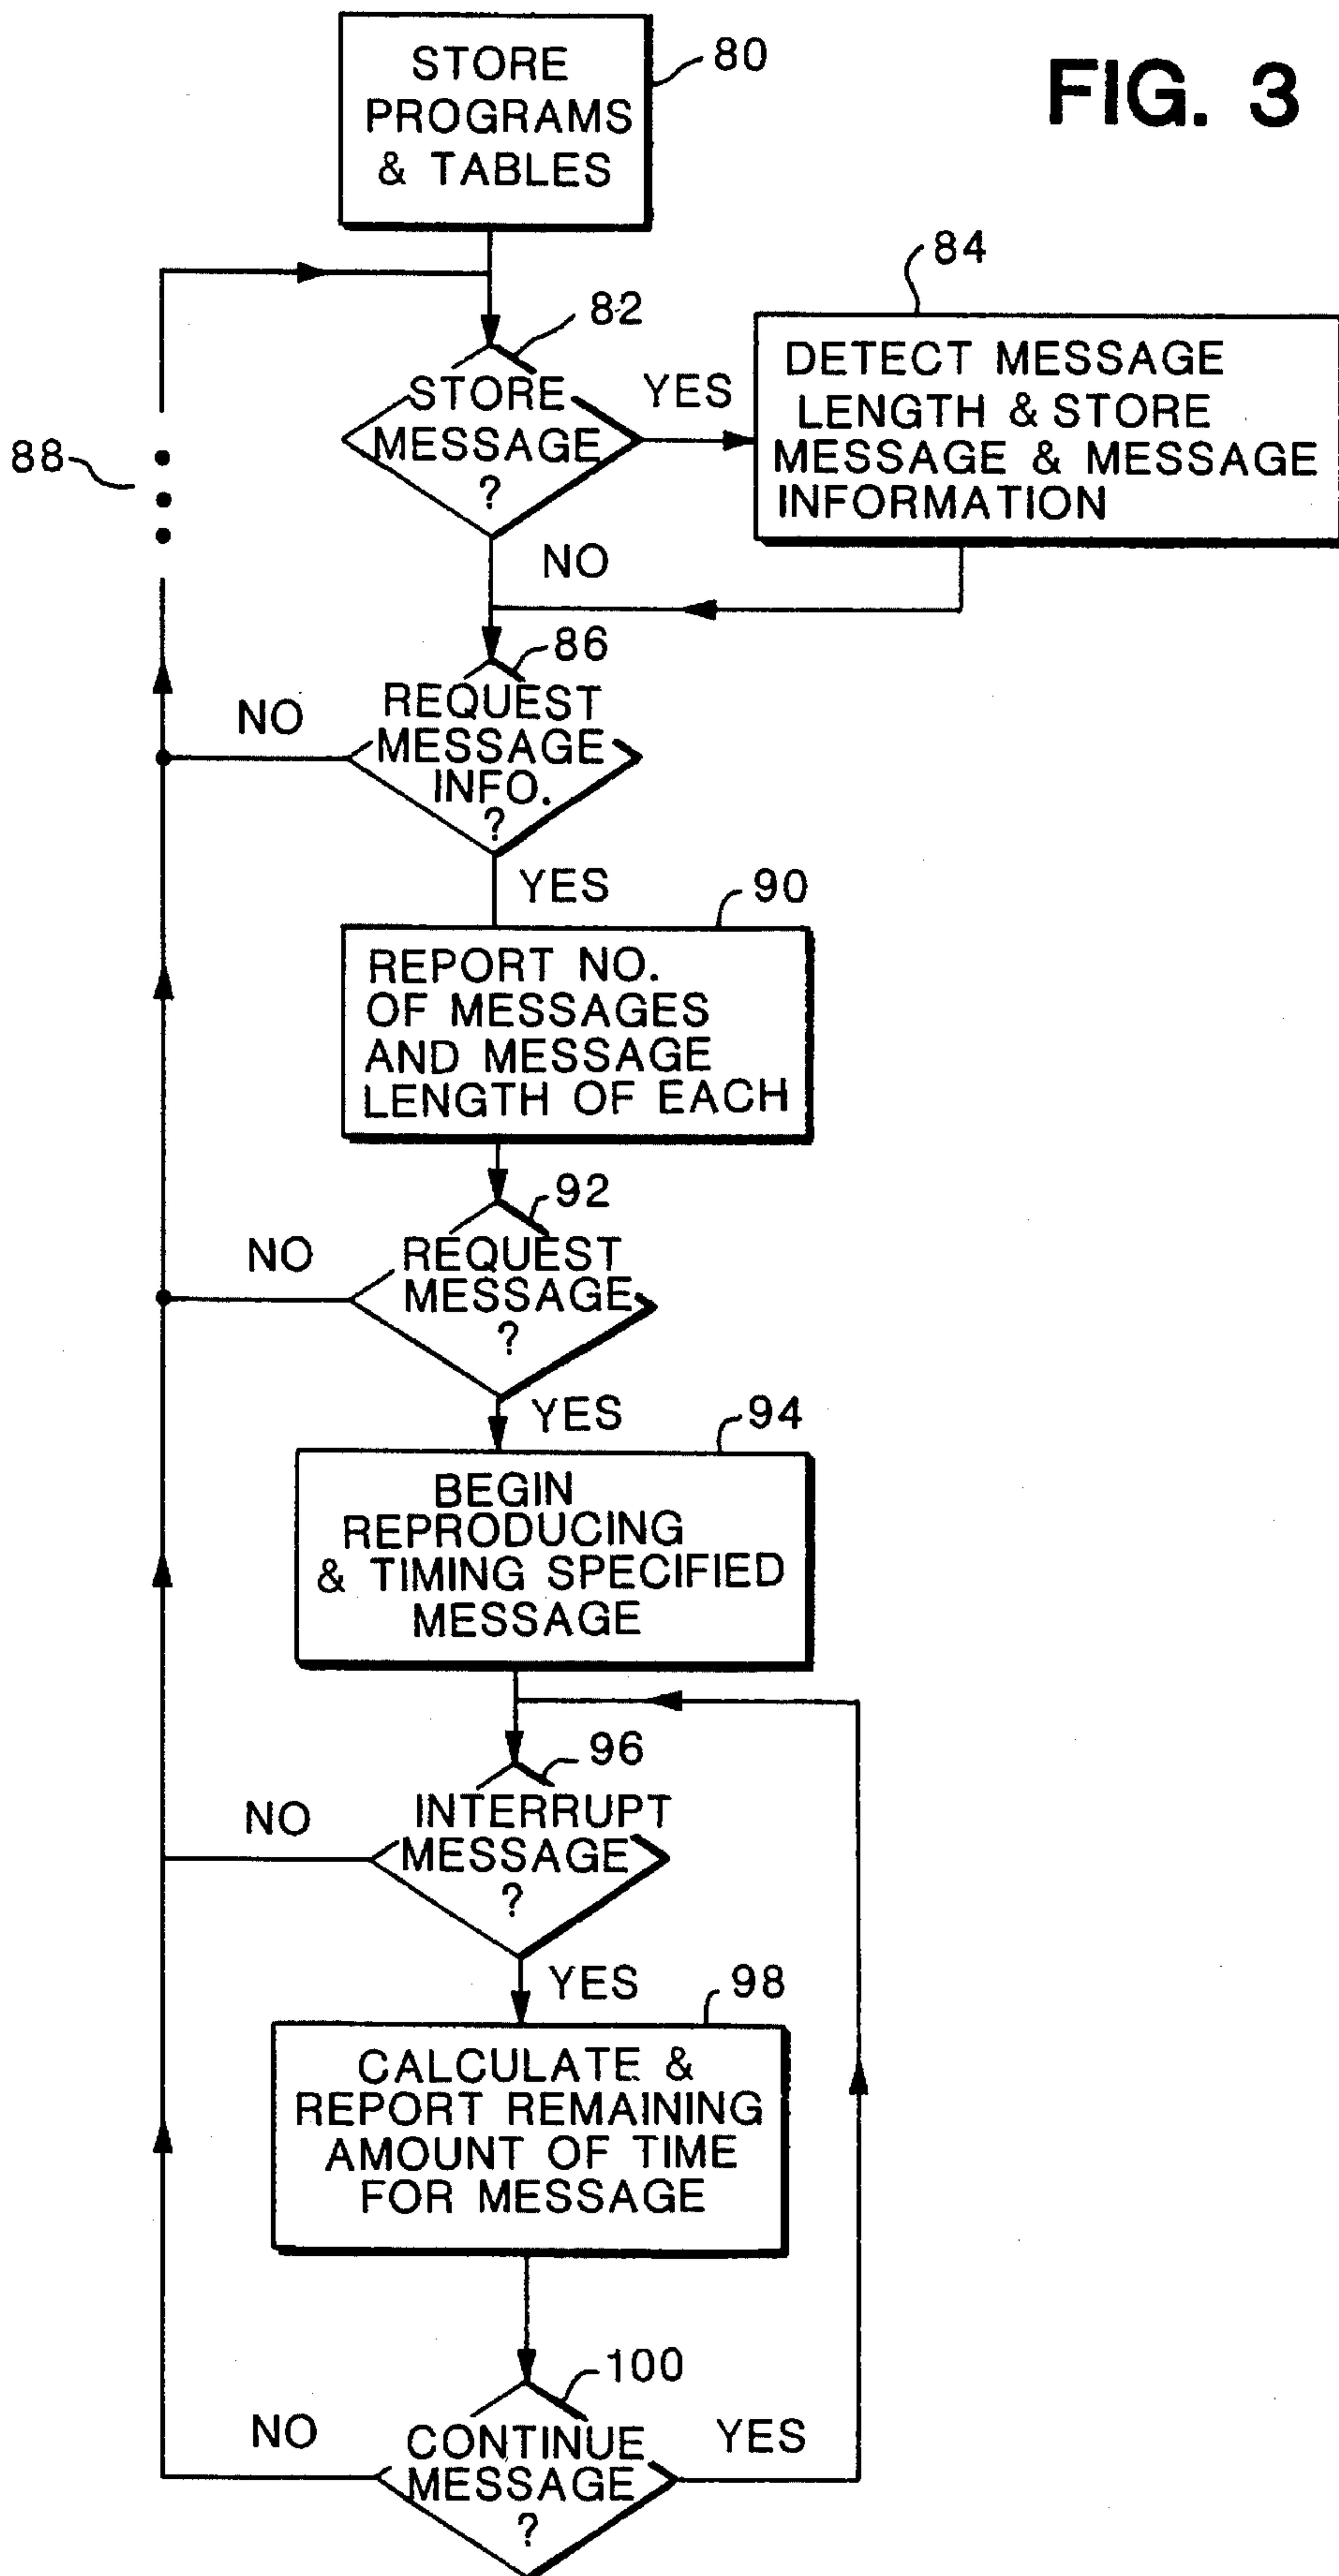 FIG. 3
80
STORE
PROGRAMS
& TABLES
82
STORE
MESSAGE
?
YES
NO
84
DETECT MESSAGE
LENGTH & STORE
MESSAGE & MESSAGE
INFORMATION
88
86
REQUEST
MESSAGE
INFO.
?
NO
YES
90
REPORT NO.
OF MESSAGES
AND MESSAGE
LENGTH OF EACH
92
REQUEST
MESSAGE
?
NO
YES
94
BEGIN
REPRODUCING
& TIMING SPECIFIED
MESSAGE
96
INTERRUPT
MESSAGE
?
NO
YES
98
CALCULATE &
REPORT REMAINING
AMOUNT OF TIME
FOR MESSAGE
100
CONTINUE
MESSAGE
?
NO
YES